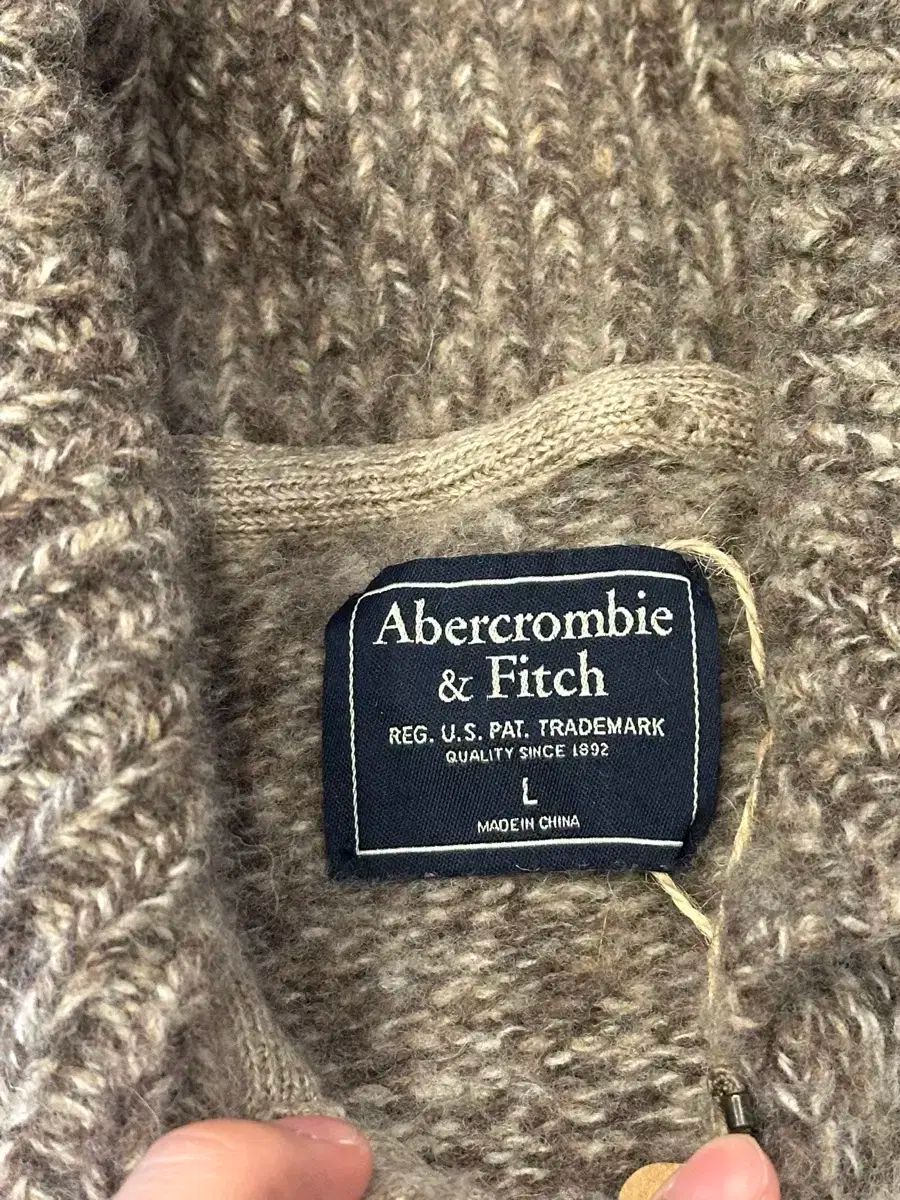 Abercrombie
& Fitch
REG. U.S. PAT. TRADEMARK
QUALITY SINCE 1892
L
MADE IN CHINA